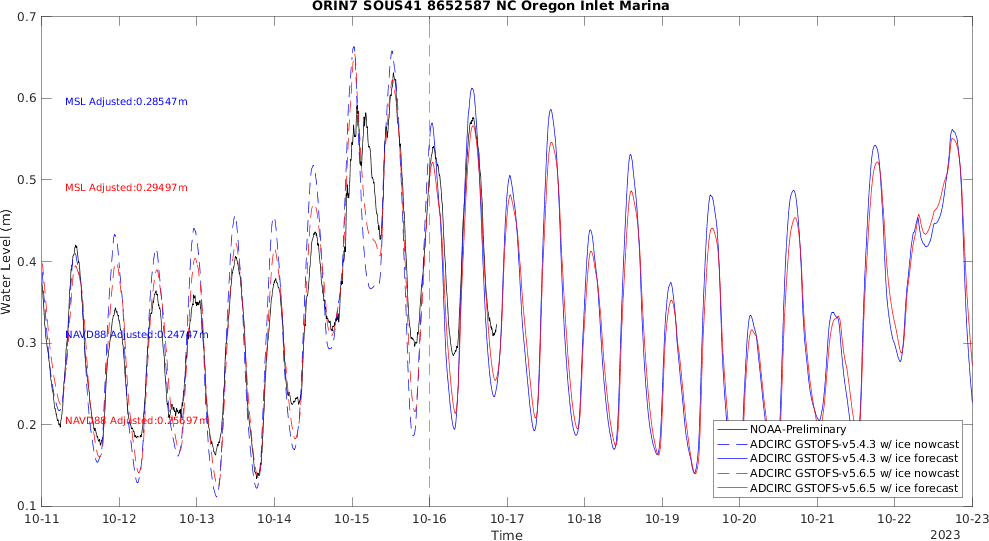 ORIN7 SOUS41 8652587 NC Oregon Inlet Marina
0.7
0.6
0.5
0.4
0.3
0.2
0.1
Water Level (m)
MSL Adjusted:0.28547m
MSL Adjusted:0.29497m
NAVD88 Adjusted:0.24747m
NAVD88 Adjusted:0.25697m
NOAA-Preliminary
ADCIRC GSTOFS-v5.4.3 w/ ice nowcast
ADCIRC GSTOFS-v5.4.3 w/ ice forecast
ADCIRC GSTOFS-v5.6.5 w/ ice nowcast
ADCIRC GSTOFS-v5.6.5 w/ ice forecast
10-11 10-12 10-13 10-14 10-15 10-16 10-17 10-18 10-19 10-20 10-21 10-22 10-23
Time
2023